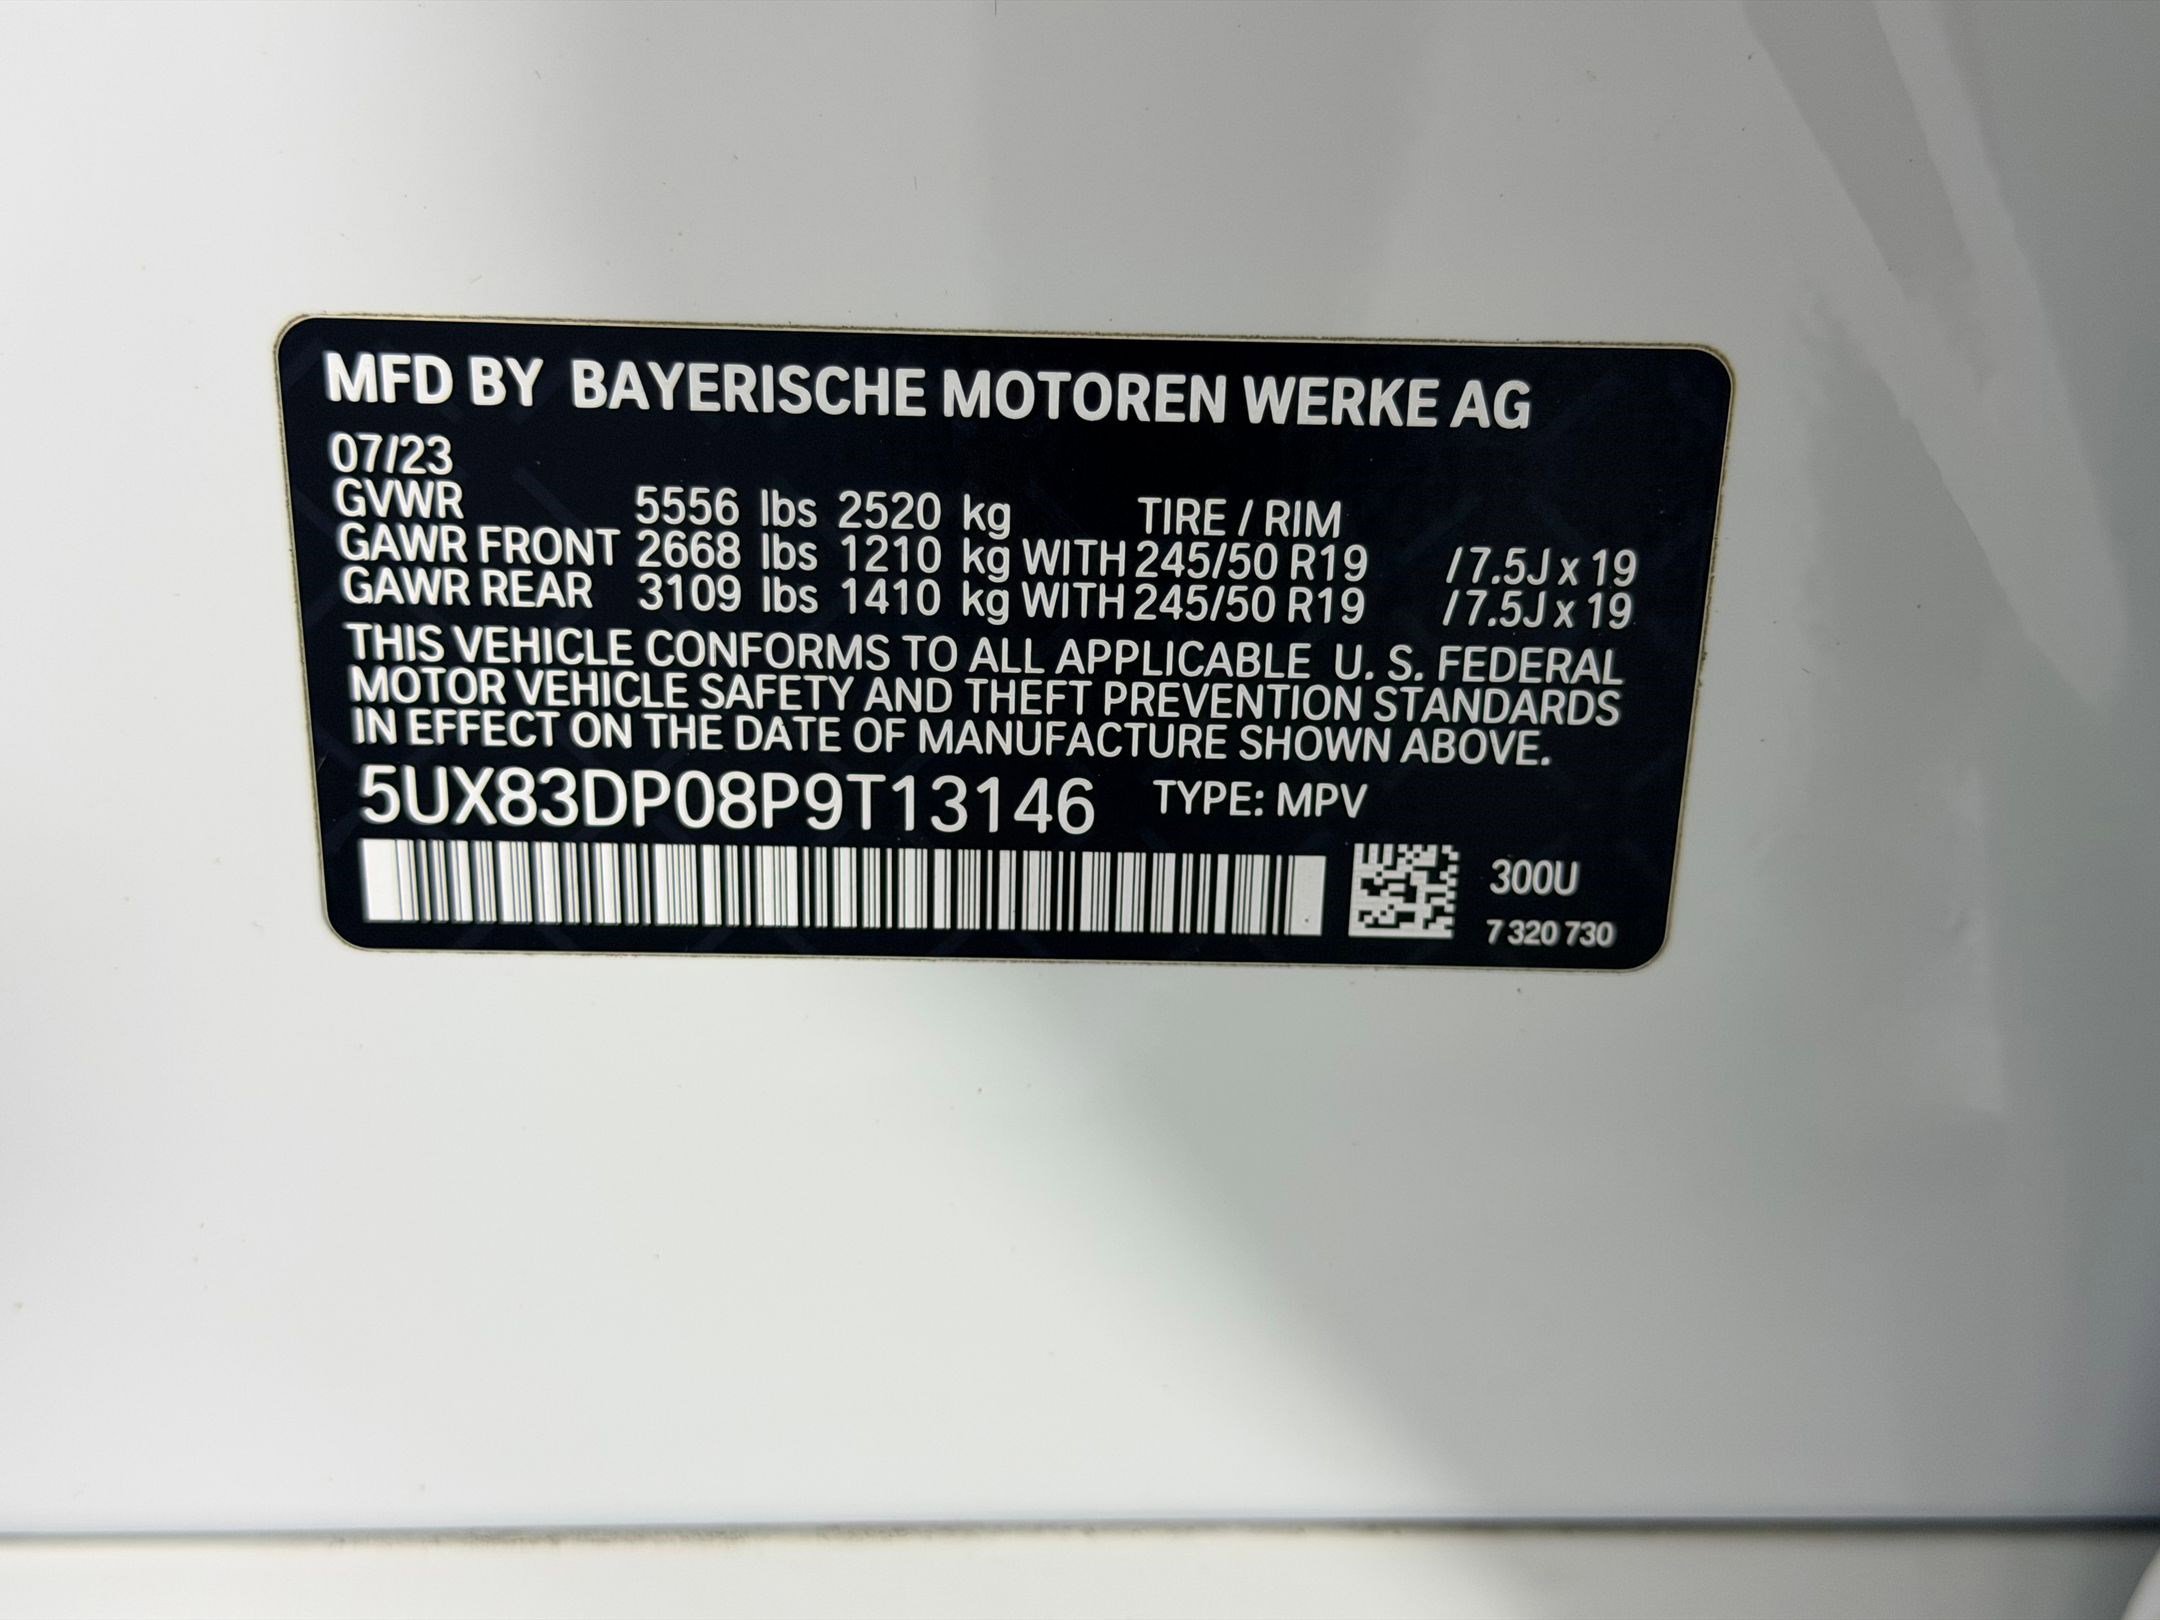 MFD BY BAYERISCHE MOTOREN WERKE AG
07/23
GVWR 5556 lbs 2520 kg TIRE / RIM
GAWR FRONT 2668 lbs 1210 kg WITH 245/50 R19 / 7.5J x 19
GAWR REAR 3109 lbs 1410 kg WITH 245/50 R19 / 7.5J x 19
THIS VEHICLE CONFORMS TO ALL APPLICABLE U. S. FEDERAL
MOTOR VEHICLE SAFETY AND THEFT PREVENTION STANDARDS
IN EFFECT ON THE DATE OF MANUFACTURE SHOWN ABOVE.
5UX83DP08P9T13146 TYPE: MPV
300U
7 320 730